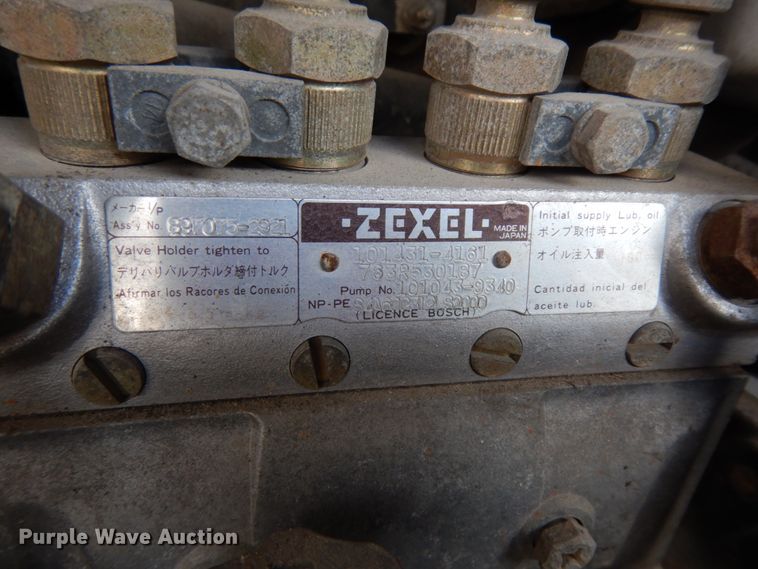 メーカー I/P
Assy No. 897075-2921
Valve Holder tighten to
デリバリバルブホルダ締付トルク
Afirmar los Racores de Conexión
·ZEXEL·
MADE IN
JAPAN
101431-4161
783R530187
Pump No. 101043-9340
NP-PE
(LICENCE BOSCH)
Initial supply Lub. oil
ポンプ取付時エンジン
オイル注入量
Cantidad inicial del
aceite lub.
Purple Wave Auction